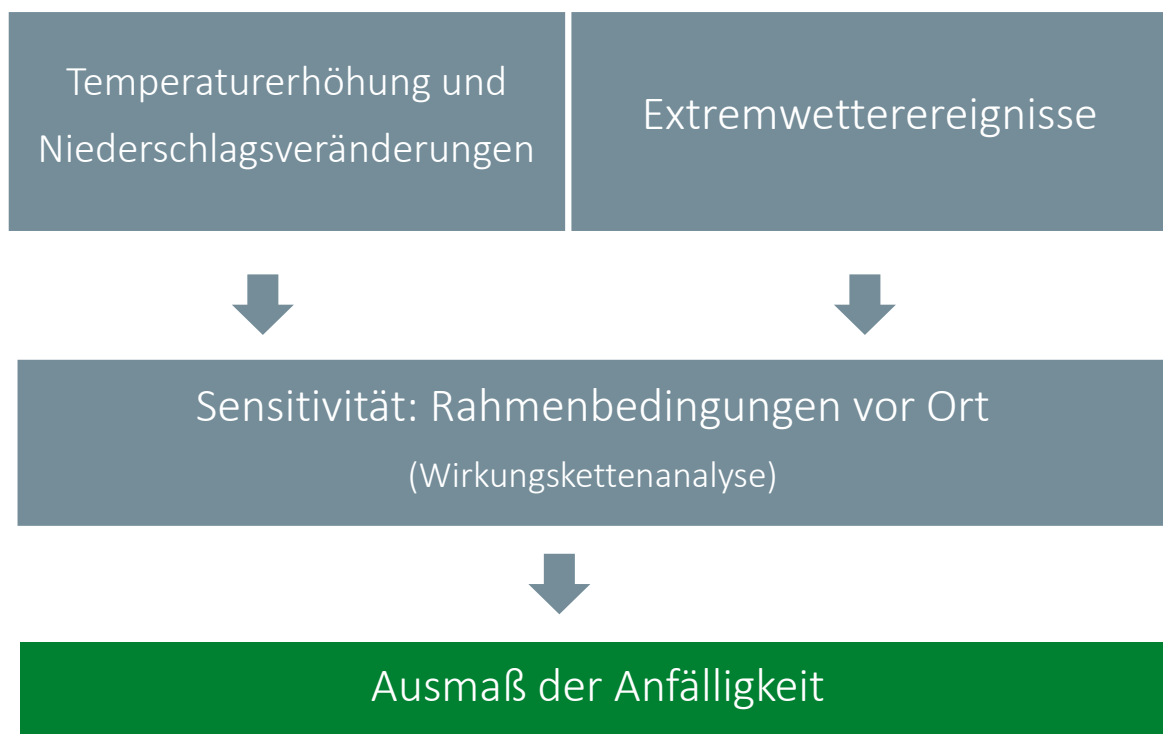 Temperaturerhöhung und
Niederschlagsveränderungen
Extremwetterereignisse
Sensitivität: Rahmenbedingungen vor Ort
(Wirkungskettenanalyse)
Ausmaß der Anfälligkeit